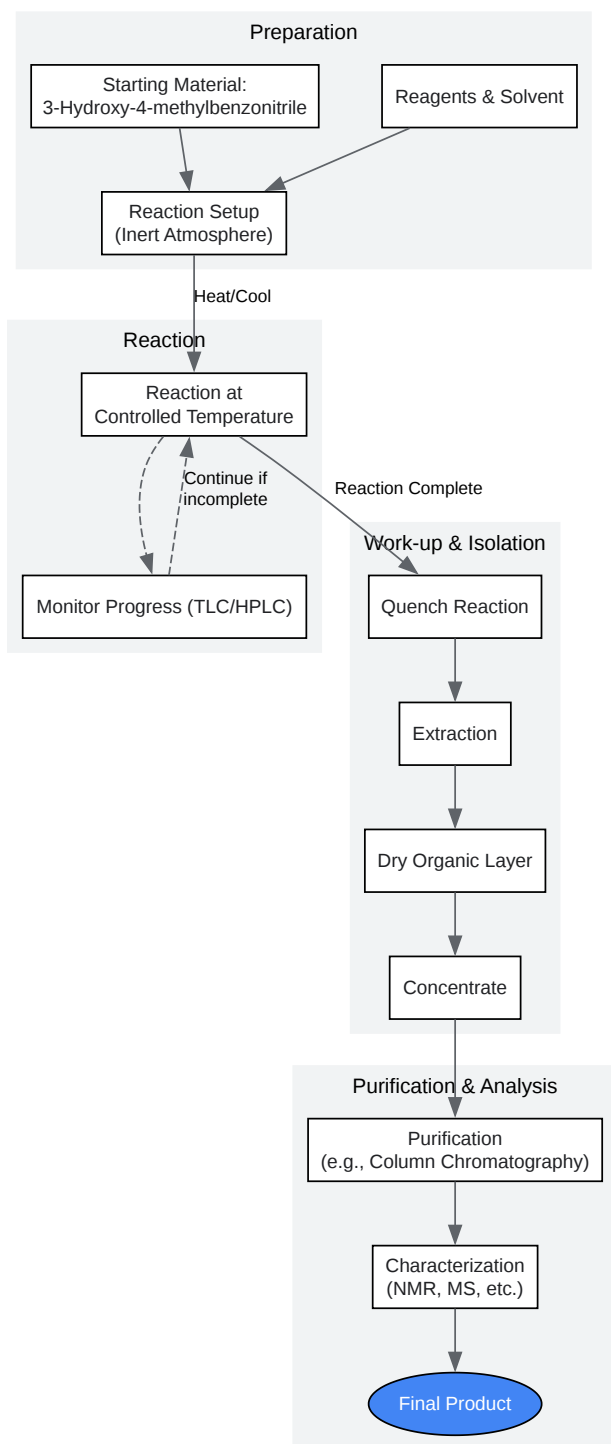 Preparation
Starting Material:
3-Hydroxy-4-methylbenzonitrile
Reagents & Solvent
Reaction Setup
(Inert Atmosphere)
Heat/Cool
Reaction
Reaction at
Controlled Temperature
Continue if
incomplete
Reaction Complete
Monitor Progress (TLC/HPLC)
Work-up & Isolation
Quench Reaction
Extraction
Dry Organic Layer
Concentrate
Purification & Analysis
Purification
(e.g., Column Chromatography)
Characterization
(NMR, MS, etc.)
Final Product